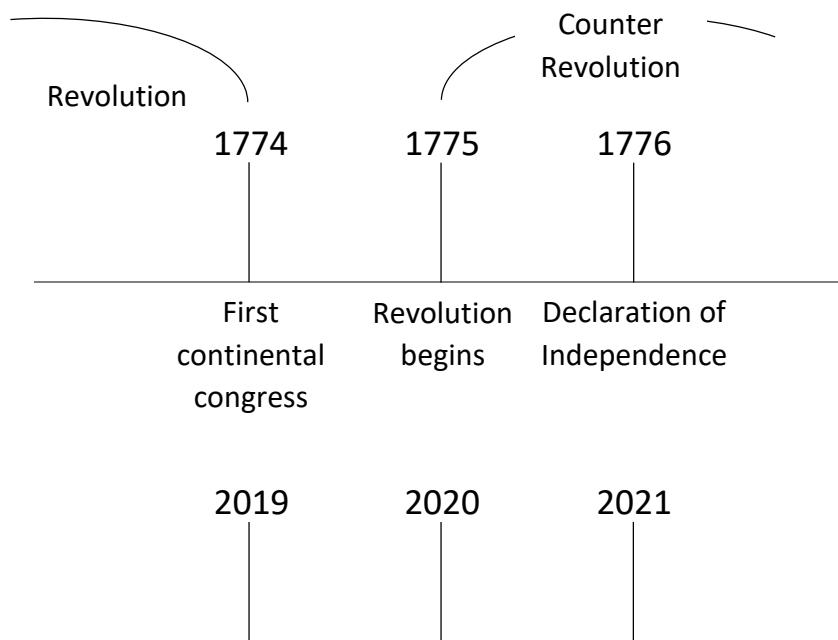 Counter
Revolution
Revolution
1774 1775 1776
First Revolution Declaration of
continental begins Independence
congress
2019 2020 2021